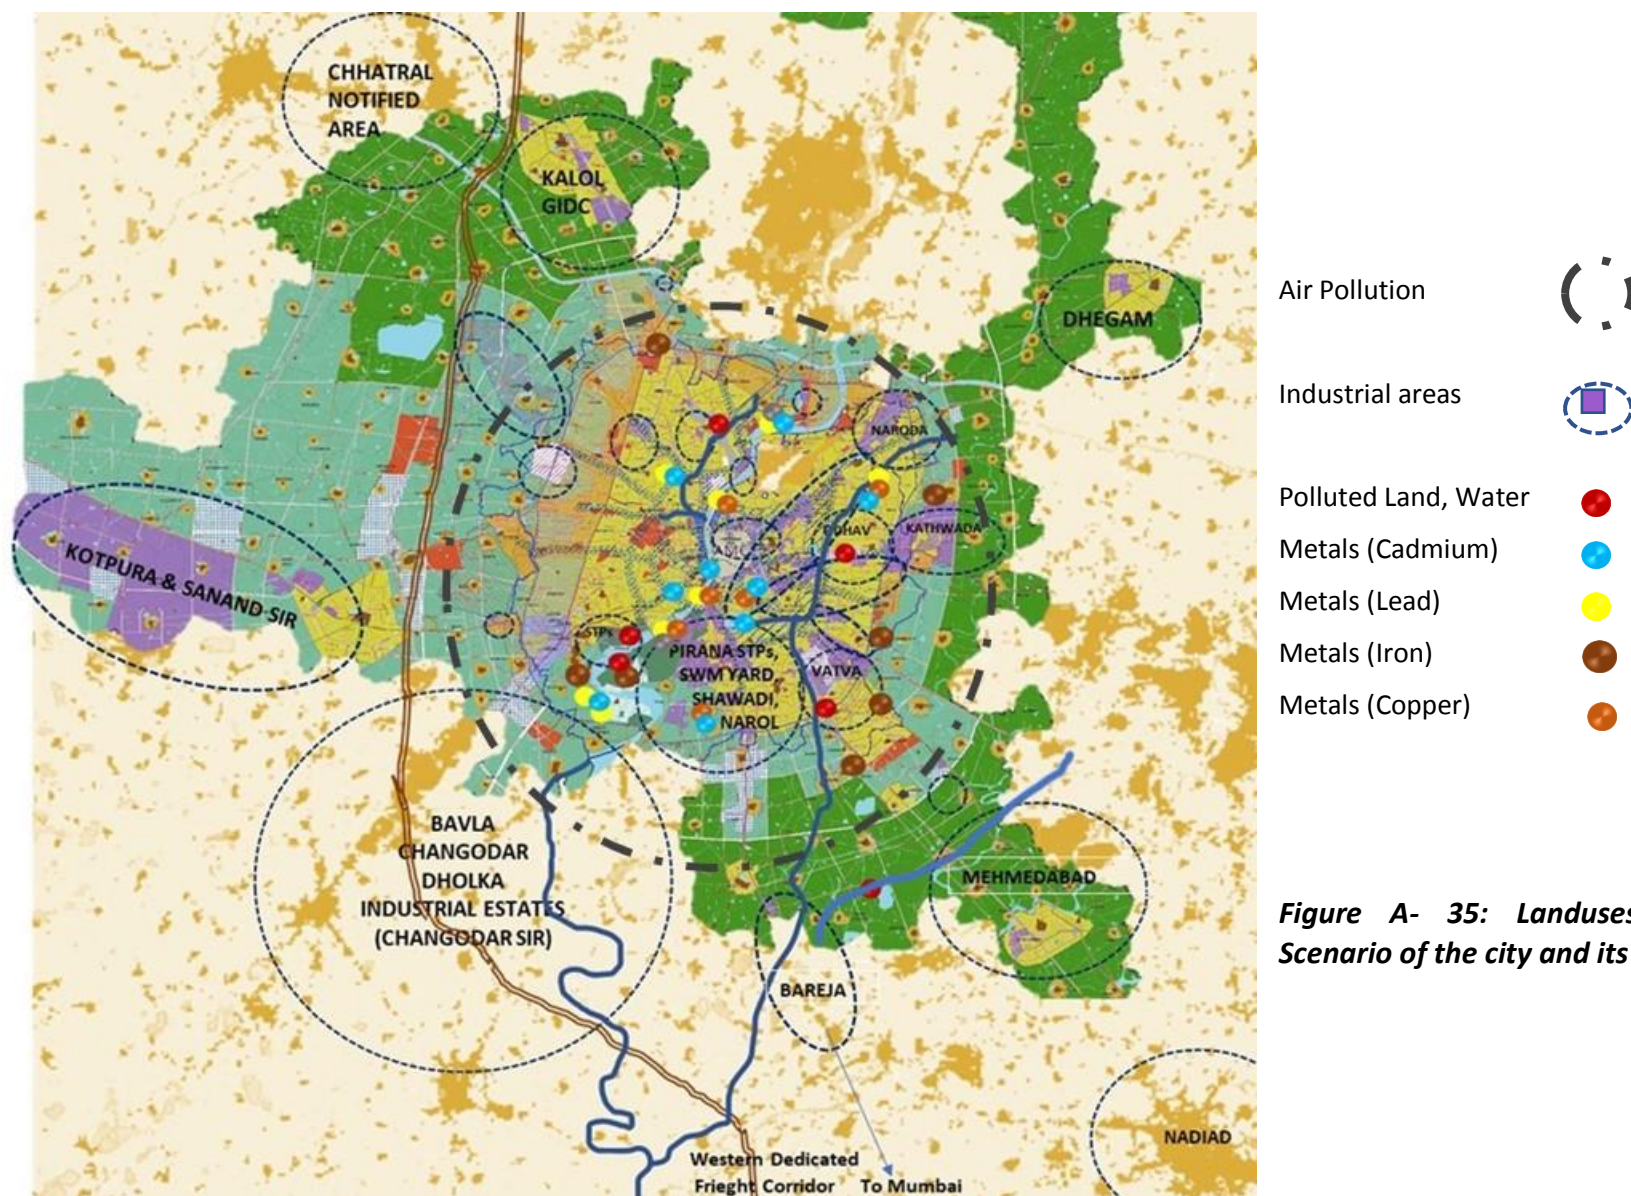 CHHATRAL
NOTIFIED
AREA
KALOL
GIDC
DHEGAM
NARODA
KATHWADA
KOTPURA & SANAND SIR
STPs
PIRANA STPs,
SWM YARD,
SHAWADI,
NAROL
VATVA
BAVLA
CHANGODAR
DHOLKA
INDUSTRIAL ESTATES
(CHANGODAR SIR)
MEHMEDABAD
BAREJA
NADIAD
Western Dedicated
Frieght Corridor
To Mumbai
Air Pollution
Industrial areas
Polluted Land, Water
Metals (Cadmium)
Metals (Lead)
Metals (Iron)
Metals (Copper)
Figure A- 35: Landuses
Scenario of the city and its